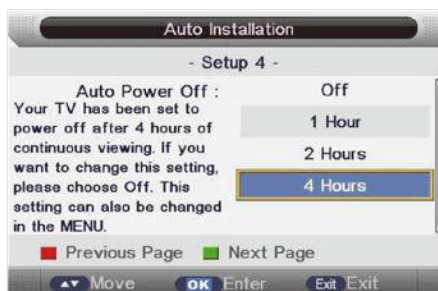 Auto Installation
- Setup 4 -
Auto Power Off :
Your TV has been set to
power off after 4 hours of
continuous viewing. If you
want to change this setting,
please choose Off. This
setting can also be changed
in the MENU.
Off
1 Hour
2 Hours
4 Hours
Previous Page Next Page
Move OK Enter Exit Exit